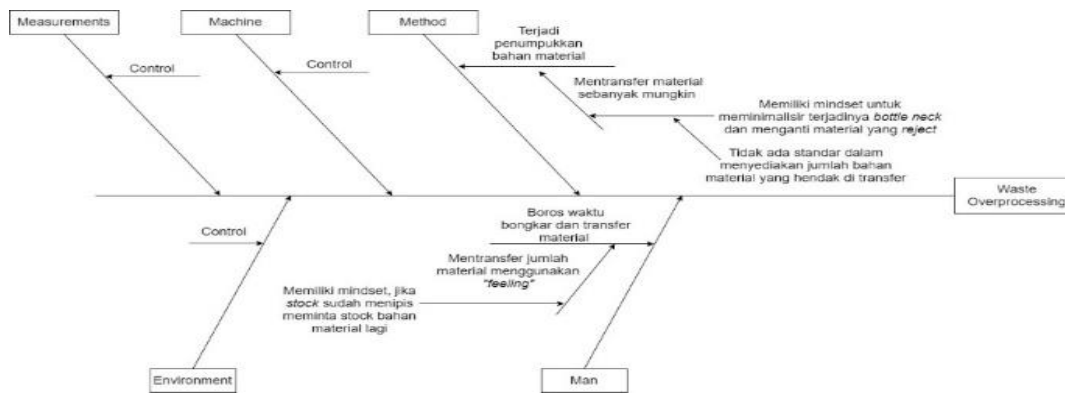 Measurements
Machine
Method
Terjadi
penumpukkan
bahan material
Control
Control
Mentransfer material
sebanyak mungkin
Memiliki mindset untuk
meminimalisir terjadinya bottle neck
dan menganti material yang reject
Tidak ada standar dalam
menyediakan jumlah bahan
material yang hendak di transfer
Waste
Overprocessing
Control
Boros waktu
bongkar dan transfer
material
Mentransfer jumlah
material menggunakan
"feeling"
Memiliki mindset, jika
stock sudah menipis
meminta stock bahan
material lagi
Environment
Man